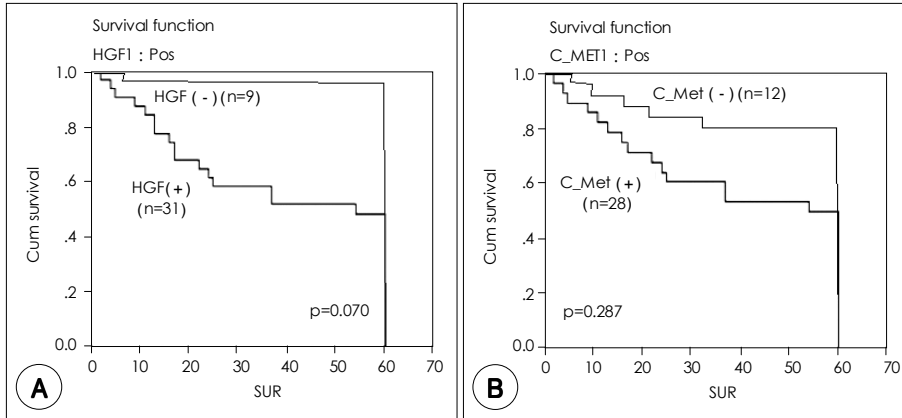 Survival function
HGF1 : Pos
1.0
.8
.6
.4
.2
0.0
Cum survival
HGF (-) (n=9)
HGF(+)
(n=31)
p=0.070
0 10 20 30 40 50 60 70
SUR
A
Survival function
C_MET1 : Pos
1.0
.8
.6
.4
.2
0.0
Cum survival
C_Met (-) (n=12)
C_Met (+)
(n=28)
p=0.287
0 10 20 30 40 50 60 70
SUR
B